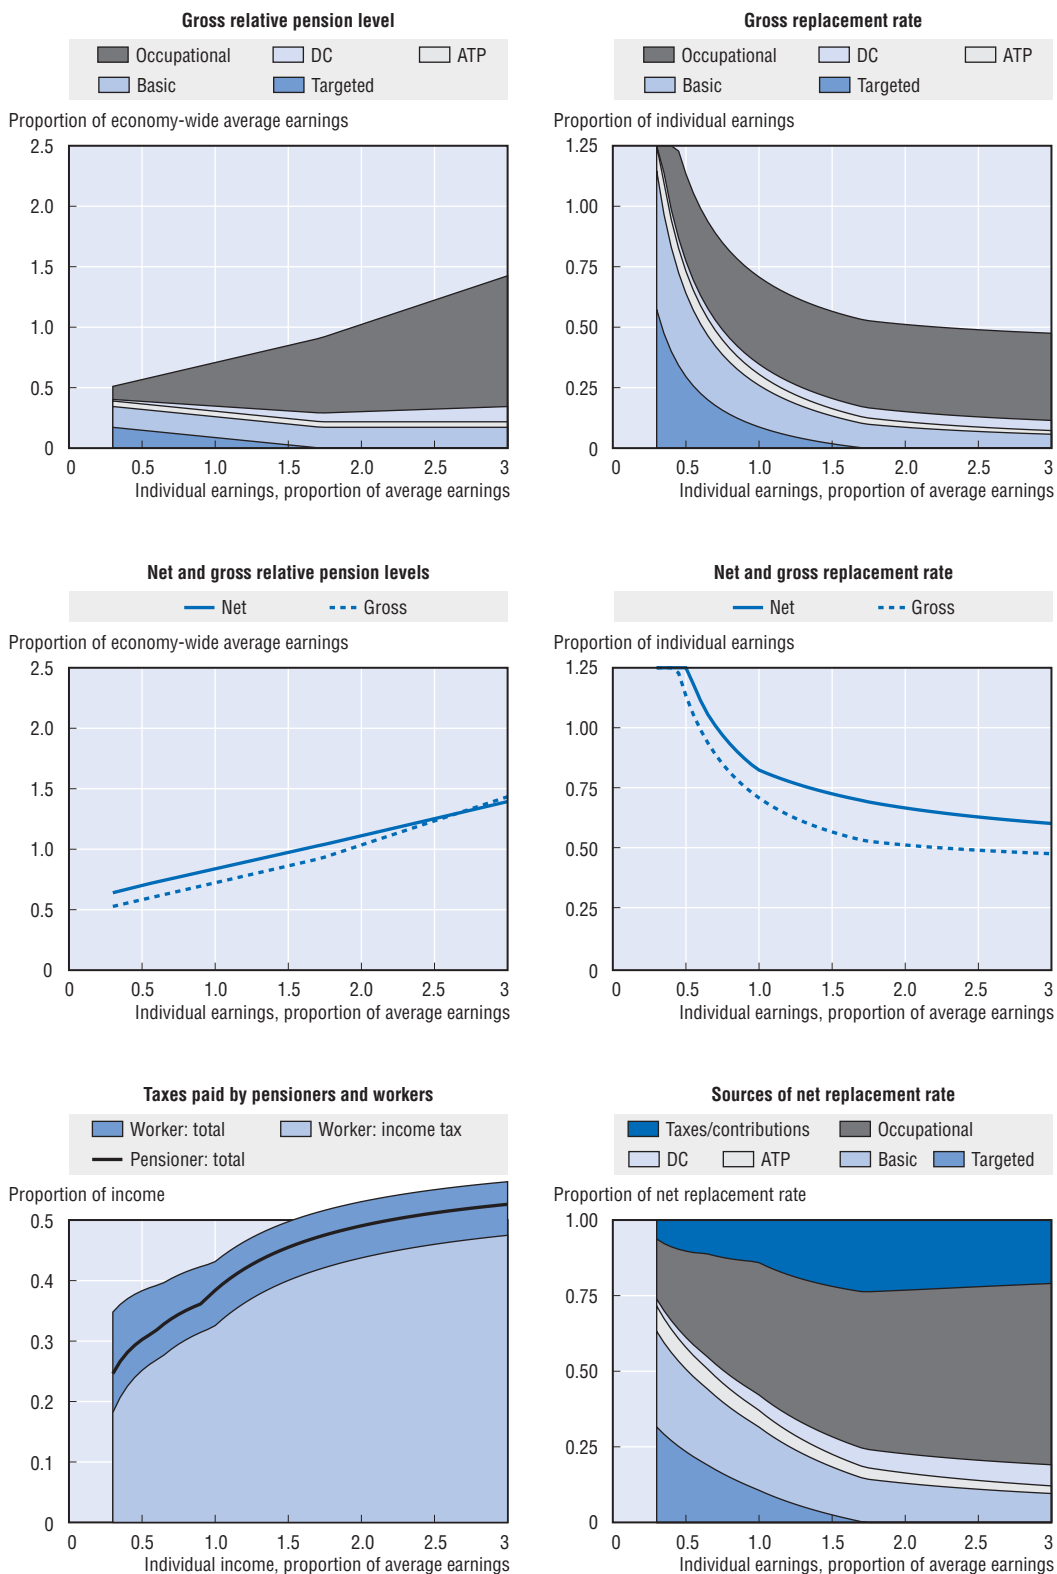 Gross relative pension level
Occupational DC ATP
Basic Targeted
Proportion of economy-wide average earnings
2.5
2.0
1.5
1.0
0.5
0
0 0.5 1.0 1.5 2.0 2.5 3
Individual earnings, proportion of average earnings
Gross replacement rate
Occupational DC ATP
Basic Targeted
Proportion of individual earnings
1.25
1.00
0.75
0.50
0.25
0
0 0.5 1.0 1.5 2.0 2.5 3
Individual earnings, proportion of average earnings
Net and gross relative pension levels
Net Gross
Proportion of economy-wide average earnings
2.5
2.0
1.5
1.0
0.5
0
0 0.5 1.0 1.5 2.0 2.5 3
Individual earnings, proportion of average earnings
Net and gross replacement rate
Net Gross
Proportion of individual earnings
1.25
1.00
0.75
0.50
0.25
0
0 0.5 1.0 1.5 2.0 2.5 3
Individual earnings, proportion of average earnings
Taxes paid by pensioners and workers
Worker: total Worker: income tax
Pensioner: total
Proportion of income
0.5
0.4
0.3
0.2
0.1
0
0 0.5 1.0 1.5 2.0 2.5 3
Individual income, proportion of average earnings
Sources of net replacement rate
Taxes/contributions Occupational
DC ATP Basic Targeted
Proportion of net replacement rate
1.00
0.75
0.50
0.25
0
0 0.5 1.0 1.5 2.0 2.5 3
Individual earnings, proportion of average earnings